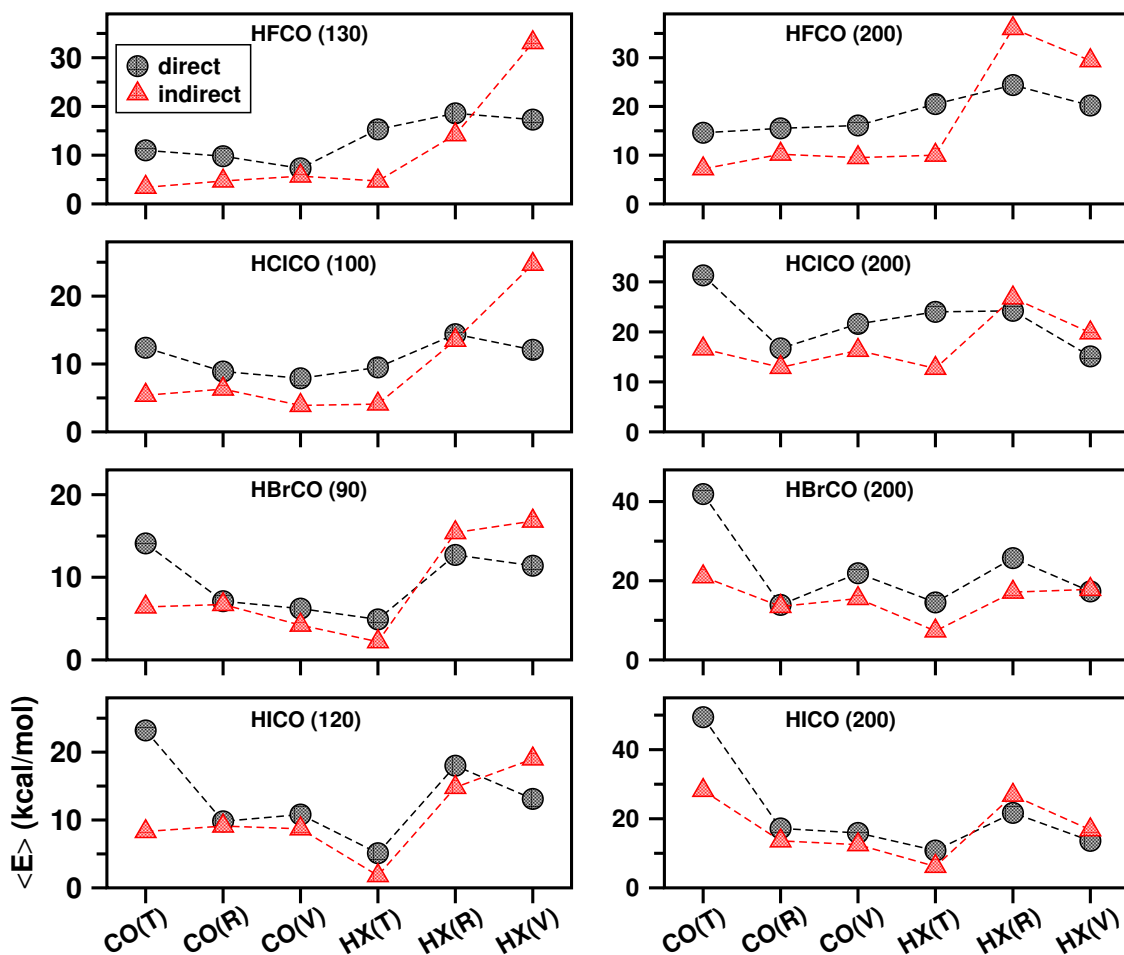 HFCO (130)
direct
indirect
30
20
10
0
HFCO (200)
30
20
10
0
HClCO (100)
20
10
0
HClCO (200)
30
20
10
0
HBrCO (90)
20
10
0
HBrCO (200)
40
20
0
HICO (120)
20
10
0
HICO (200)
40
20
0
<E> (kcal/mol)
CO(T) CO(R) CO(V) HX(T) HX(R) HX(V)
CO(T) CO(R) CO(V) HX(T) HX(R) HX(V)